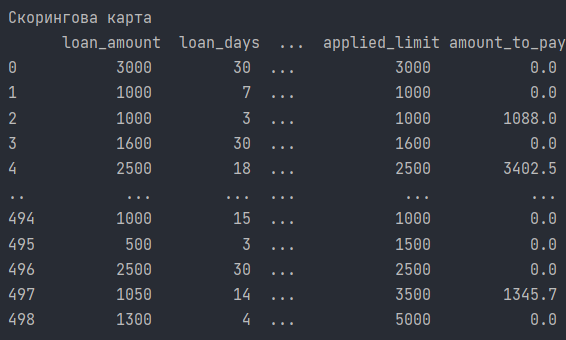 Скорингова карта
loan_amount loan_days ... applied_limit amount_to_pay
0 3000 30 ... 3000 0.0
1 1000 7 ... 1000 0.0
2 1000 3 ... 1000 1088.0
3 1600 30 ... 1600 0.0
4 2500 18 ... 2500 3402.5
.. ... ... ... ... ...
494 1000 15 ... 1000 0.0
495 500 3 ... 1500 0.0
496 2500 30 ... 2500 0.0
497 1050 14 ... 3500 1345.7
498 1300 4 ... 5000 0.0